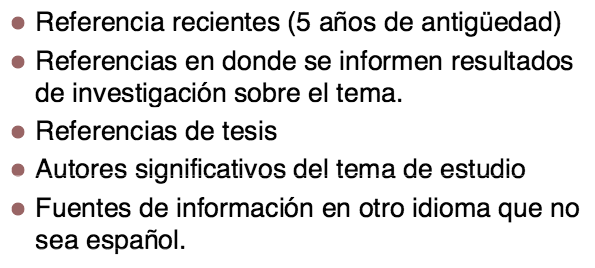 Referencia recientes (5 años de antigüedad)
Referencias en donde se informen resultados
de investigación sobre el tema.
Referencias de tesis
Autores significativos del tema de estudio
Fuentes de información en otro idioma que no
sea español.